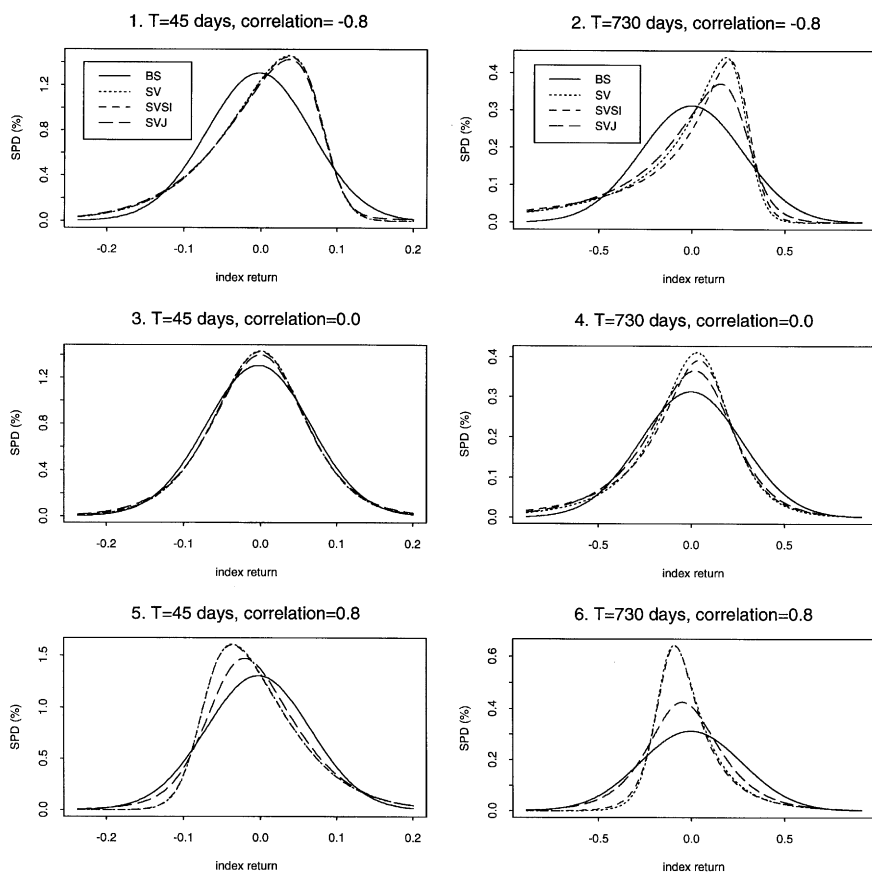 1. T=45 days, correlation= -0.8
SPD (%)
1.2
0.8
0.4
0.0
BS
SV
SVSI
SVJ
-0.2
-0.1
0.0
0.1
0.2
index return
2. T=730 days, correlation=-0.8
SPD (%)
0.4
0.3
0.2
0.1
0.0
BS
SV
SVSI
SVJ
-0.5
0.0
0.5
index return
3. T=45 days, correlation=0.0
SPD (%)
1.2
0.8
0.4
0.0
-0.2
-0.1
0.0
0.1
0.2
index return
4. T=730 days, correlation=0.0
SPD (%)
0.4
0.3
0.2
0.1
0.0
-0.5
0.0
0.5
index return
5. T=45 days, correlation=0.8
SPD (%)
1.5
1.0
0.5
0.0
-0.2
-0.1
0.0
0.1
0.2
index return
6. T=730 days, correlation=0.8
SPD (%)
0.6
0.4
0.2
0.0
-0.5
0.0
0.5
index return